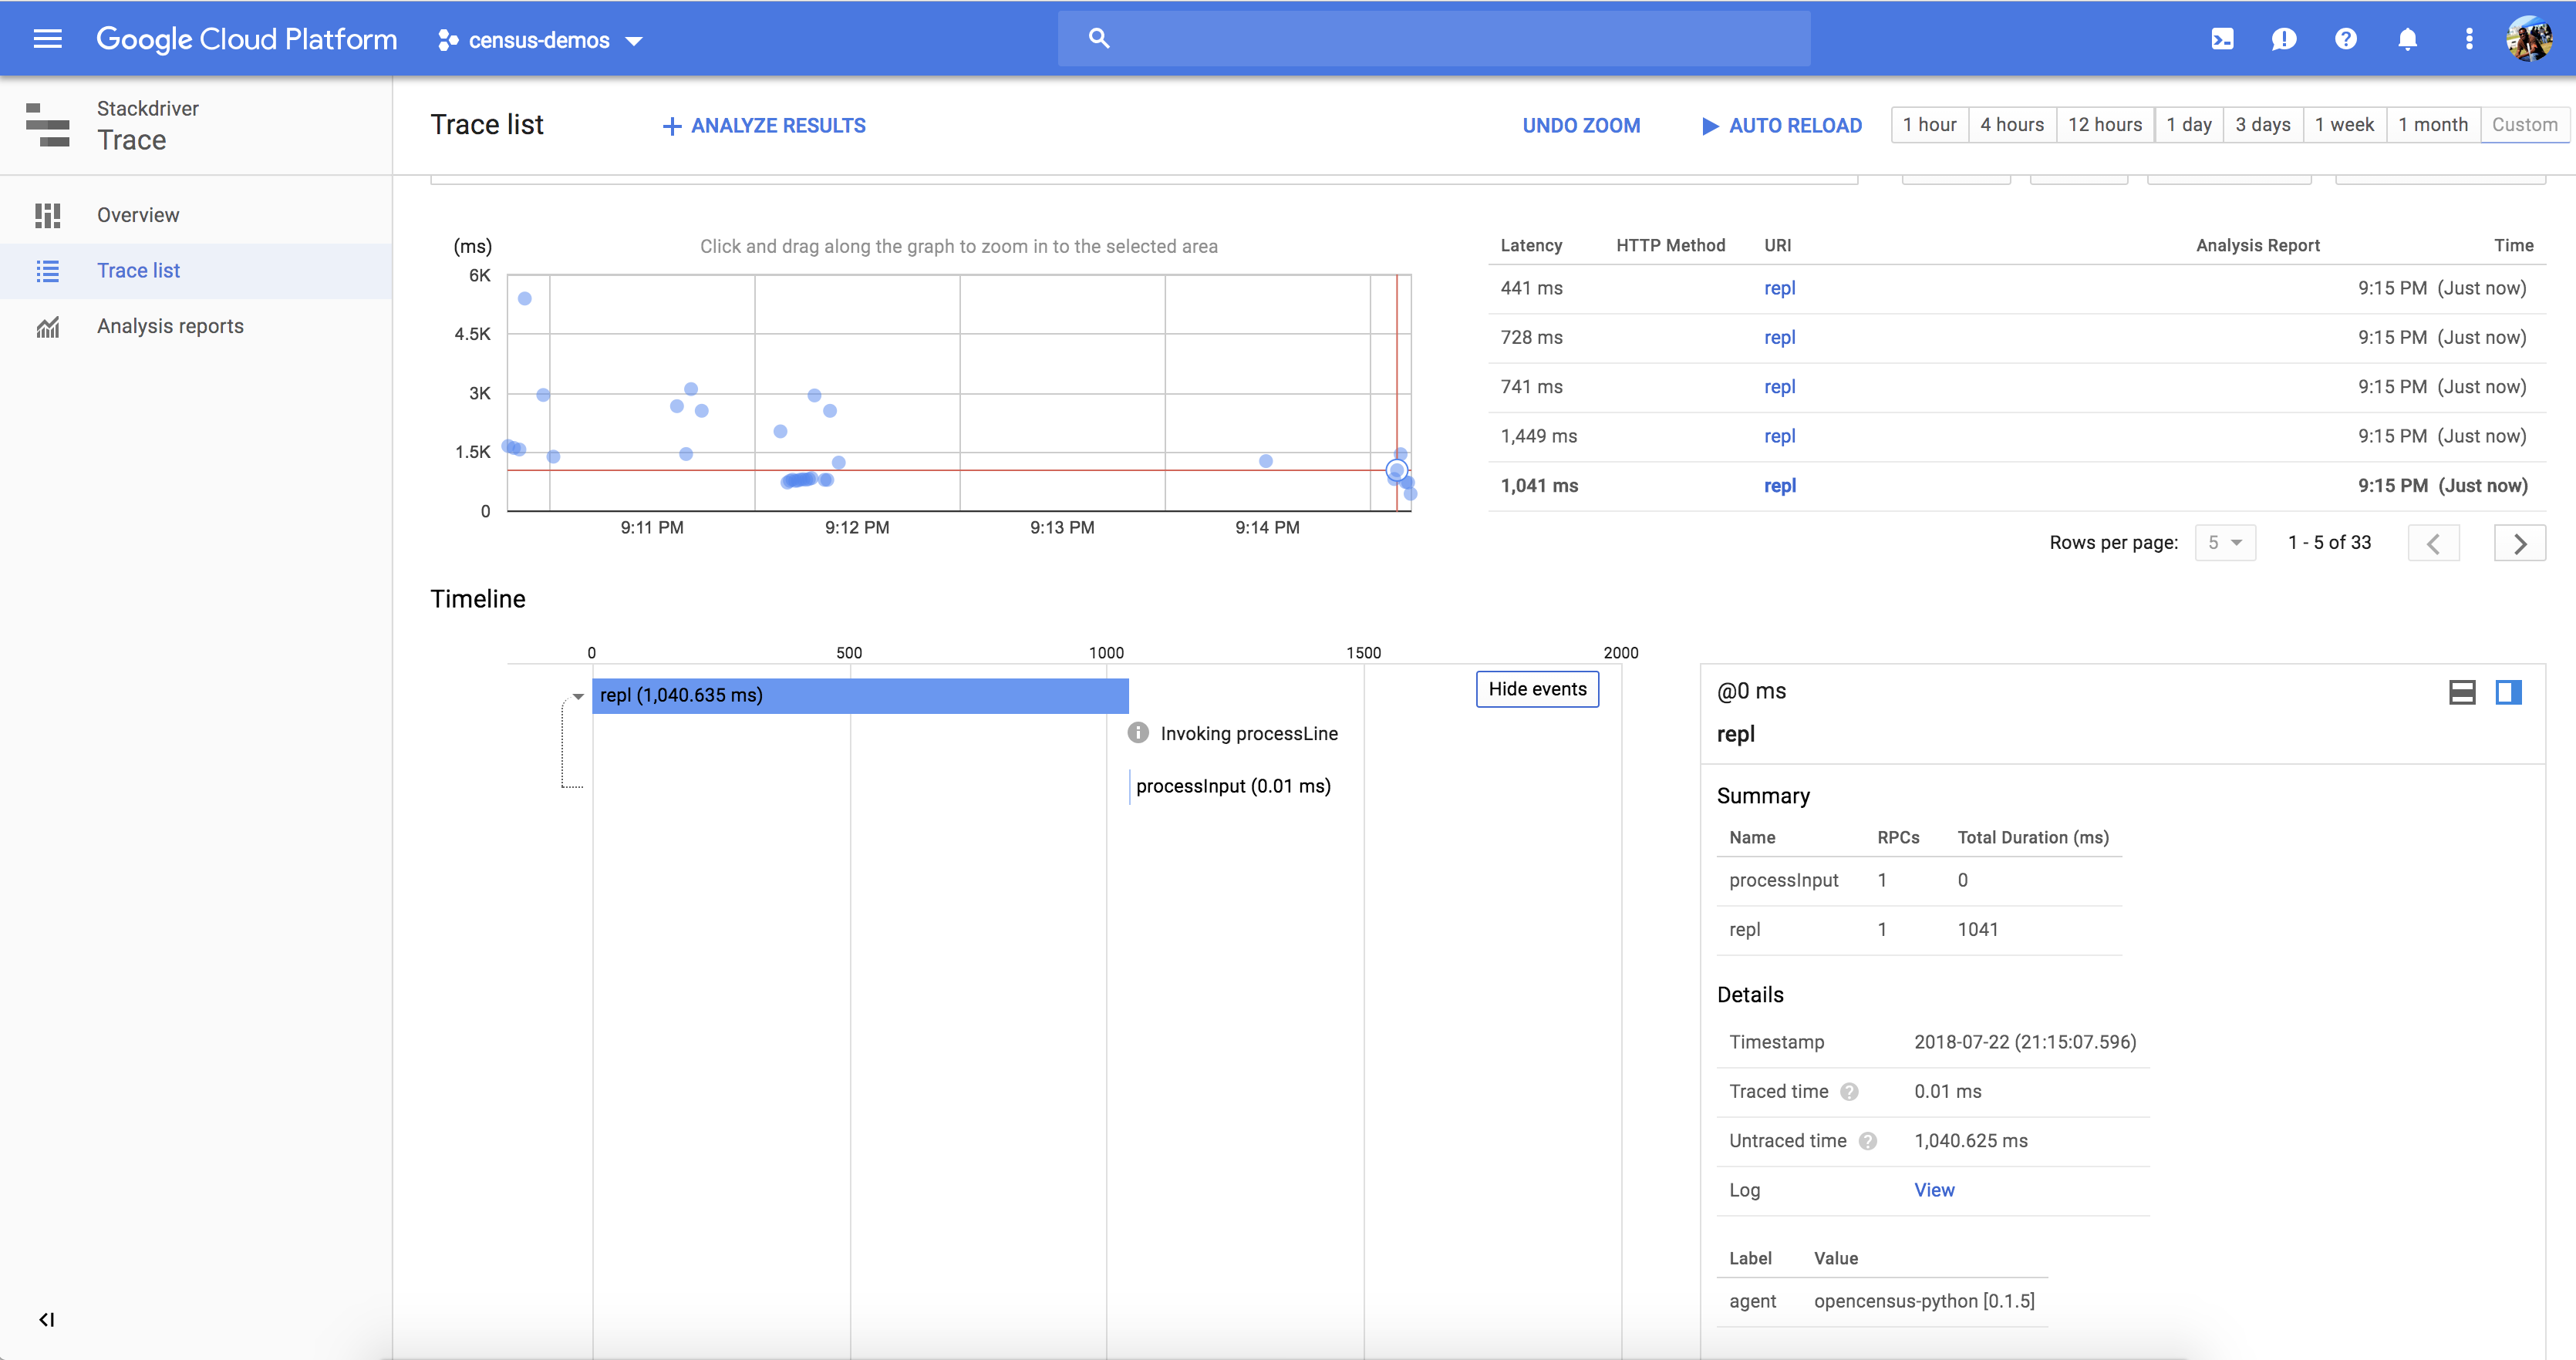 Google Cloud Platform census-demos
Stackdriver
Trace
Trace list ANALYZE RESULTS UNDO ZOOM AUTO RELOAD 1 hour 4 hours 12 hours 1 day 3 days 1 week 1 month Custom
Overview
Trace list
Analysis reports
(ms) Click and drag along the graph to zoom in to the selected area
6K
4.5K
3K
1.5K
0
9:11 PM 9:12 PM 9:13 PM 9:14 PM
Latency HTTP Method URI Analysis Report Time
441 ms repl 9:15 PM (Just now)
728 ms repl 9:15 PM (Just now)
741 ms repl 9:15 PM (Just now)
1,449 ms repl 9:15 PM (Just now)
1,041 ms repl 9:15 PM (Just now)
Rows per page: 5 1 - 5 of 33
Timeline
0 500 1000 1500 2000
repl (1,040.635 ms) Hide events
Invoking processLine
processInput (0.01 ms)
@0 ms
repl
Summary
Name RPCs Total Duration (ms)
processInput 1 0
repl 1 1041
Details
Timestamp 2018-07-22 (21:15:07.596)
Traced time 0.01 ms
Untraced time 1,040.625 ms
Log View
Label Value
agent opencensus-python [0.1.5]